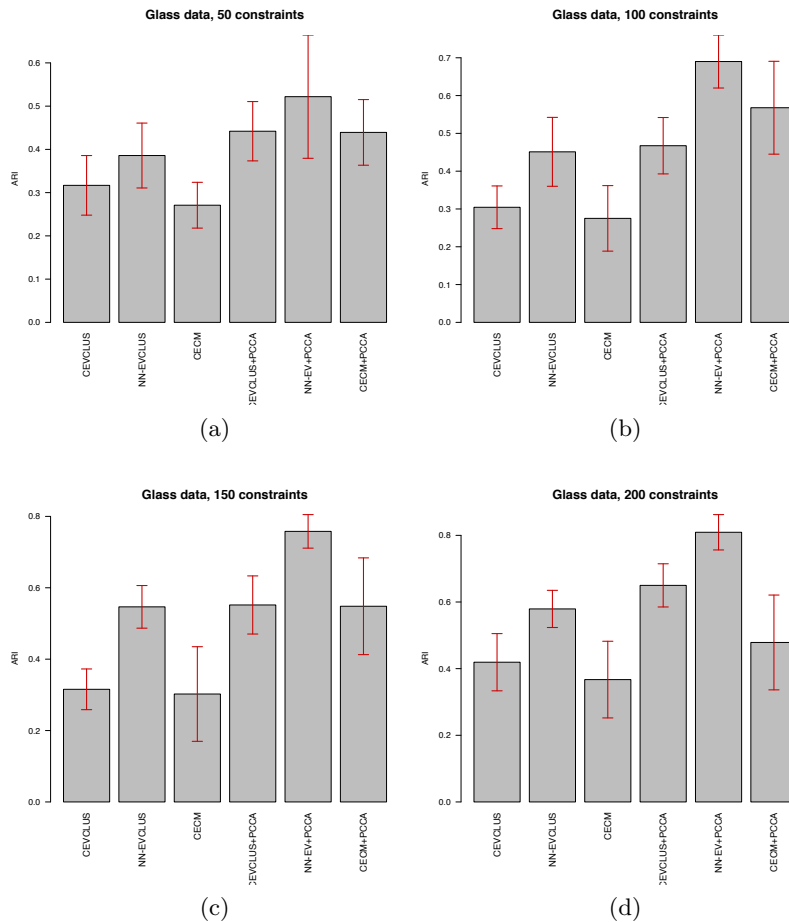 Glass data, 50 constraints
ARI
0.6
0.5
0.4
0.3
0.2
0.1
0.0
CEVCLUS
NN-EVCLUS
CECM
CEVCLUS+PCCA
NN-EV+PCCA
CECM+PCCA
(a)
Glass data, 100 constraints
ARI
0.7
0.6
0.5
0.4
0.3
0.2
0.1
0.0
CEVCLUS
NN-EVCLUS
CECM
CEVCLUS+PCCA
NN-EV+PCCA
CECM+PCCA
(b)
Glass data, 150 constraints
ARI
0.8
0.6
0.4
0.2
0.0
CEVCLUS
NN-EVCLUS
CECM
CEVCLUS+PCCA
NN-EV+PCCA
CECM+PCCA
(c)
Glass data, 200 constraints
ARI
0.8
0.6
0.4
0.2
0.0
CEVCLUS
NN-EVCLUS
CECM
CEVCLUS+PCCA
NN-EV+PCCA
CECM+PCCA
(d)